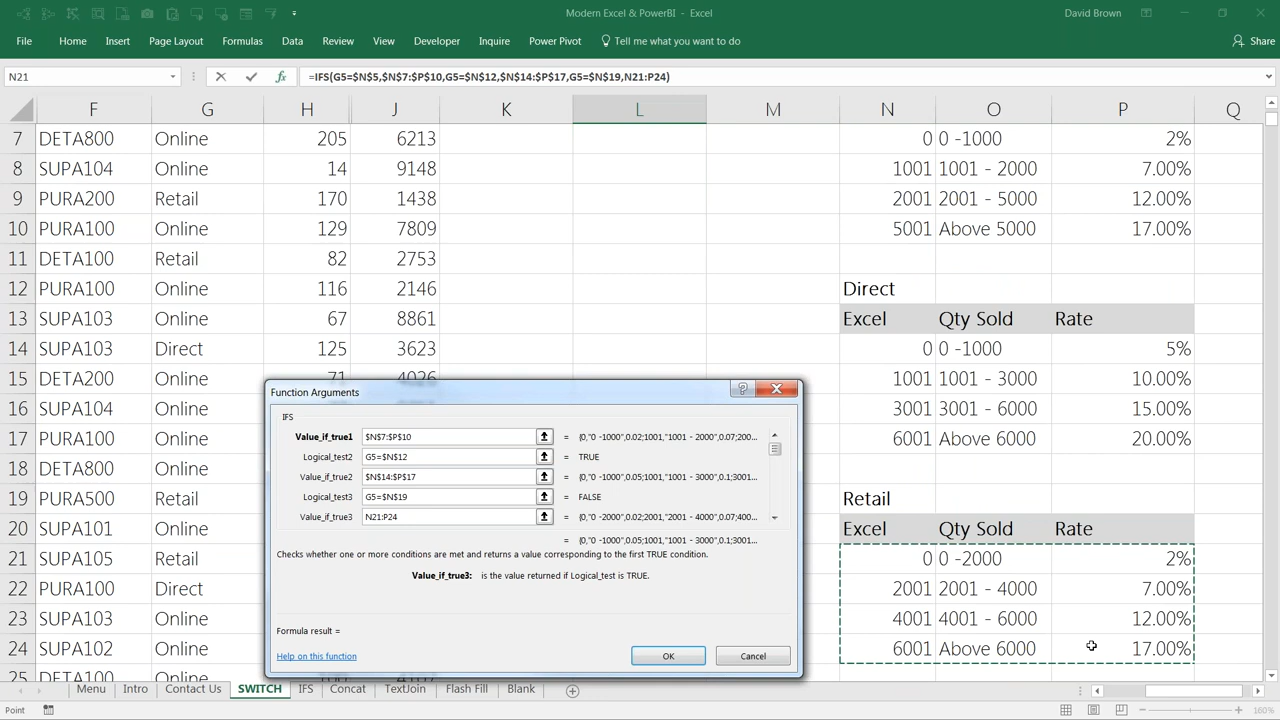 Modern Excel & PowerBI - Excel
David Brown
File Home Insert Page Layout Formulas Data Review View Developer Inquire Power Pivot Tell me what you want to do Share
N21 fx =IFS(G5=$N$5,$N$7:$P$10,G5=$N$12,$N$14:$P$17,G5=$N$19,N21:P24)
F G H J K L M N O P Q
7 DETA800 Online 205 6213 0 0 -1000 2%
8 SUPA104 Online 14 9148 1001 1001 - 2000 7.00%
9 PURA200 Retail 170 1438 2001 2001 - 5000 12.00%
10 PURA100 Online 129 7809 5001 Above 5000 17.00%
11 DETA100 Retail 82 2753
12 PURA100 Online 116 2146 Direct
13 SUPA103 Online 67 8861 Excel Qty Sold Rate
14 SUPA103 Direct 125 3623 0 0 -1000 5%
15 DETA200 Online 71 4026 1001 1001 - 3000 10.00%
16 SUPA104 Online 3001 3001 - 6000 15.00%
17 PURA100 Online 6001 Above 6000 20.00%
18 DETA800 Online
19 PURA500 Retail Retail
20 SUPA101 Online Excel Qty Sold Rate
21 SUPA105 Retail 0 0 -2000 2%
22 PURA100 Direct 2001 2001 - 4000 7.00%
23 SUPA103 Online 4001 4001 - 6000 12.00%
24 SUPA102 Online 6001 Above 6000 17.00%
25 DETA100 Retail
Function Arguments
IFS
Value_if_true1 $N$7:$P$10 = {0,"0 -1000",0.02;1001,"1001 - 2000",0.07;200...
Logical_test2 G5=$N$12 = TRUE
Value_if_true2 $N$14:$P$17 = {0,"0 -1000",0.05;1001,"1001 - 3000",0.1;3001...
Logical_test3 G5=$N$19 = FALSE
Value_if_true3 N21:P24 = {0,"0 -2000",0.02;2001,"2001 - 4000",0.07;400...
= {0,"0 -1000",0.05;1001,"1001 - 3000",0.1;3001...
Checks whether one or more conditions are met and returns a value corresponding to the first TRUE condition.
Value_if_true3: is the value returned if Logical_test is TRUE.
Formula result =
Help on this function
OK Cancel
Menu Intro Contact Us SWITCH IFS Concat TextJoin Flash Fill Blank
Point
160%